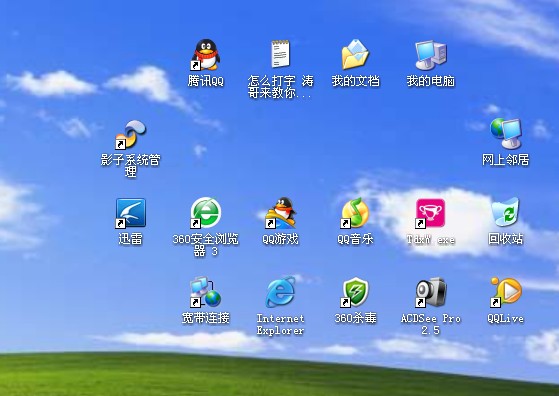 腾讯QQ
怎么打字 涛
哥来教你...
我的文档
我的电脑
影子系统管
理
网上邻居
迅雷
360安全浏览
器 3
QQ游戏
QQ音乐
TdxW.exe
回收站
宽带连接
Internet
Explorer
360杀毒
ACDSee Pro
2.5
QQLive